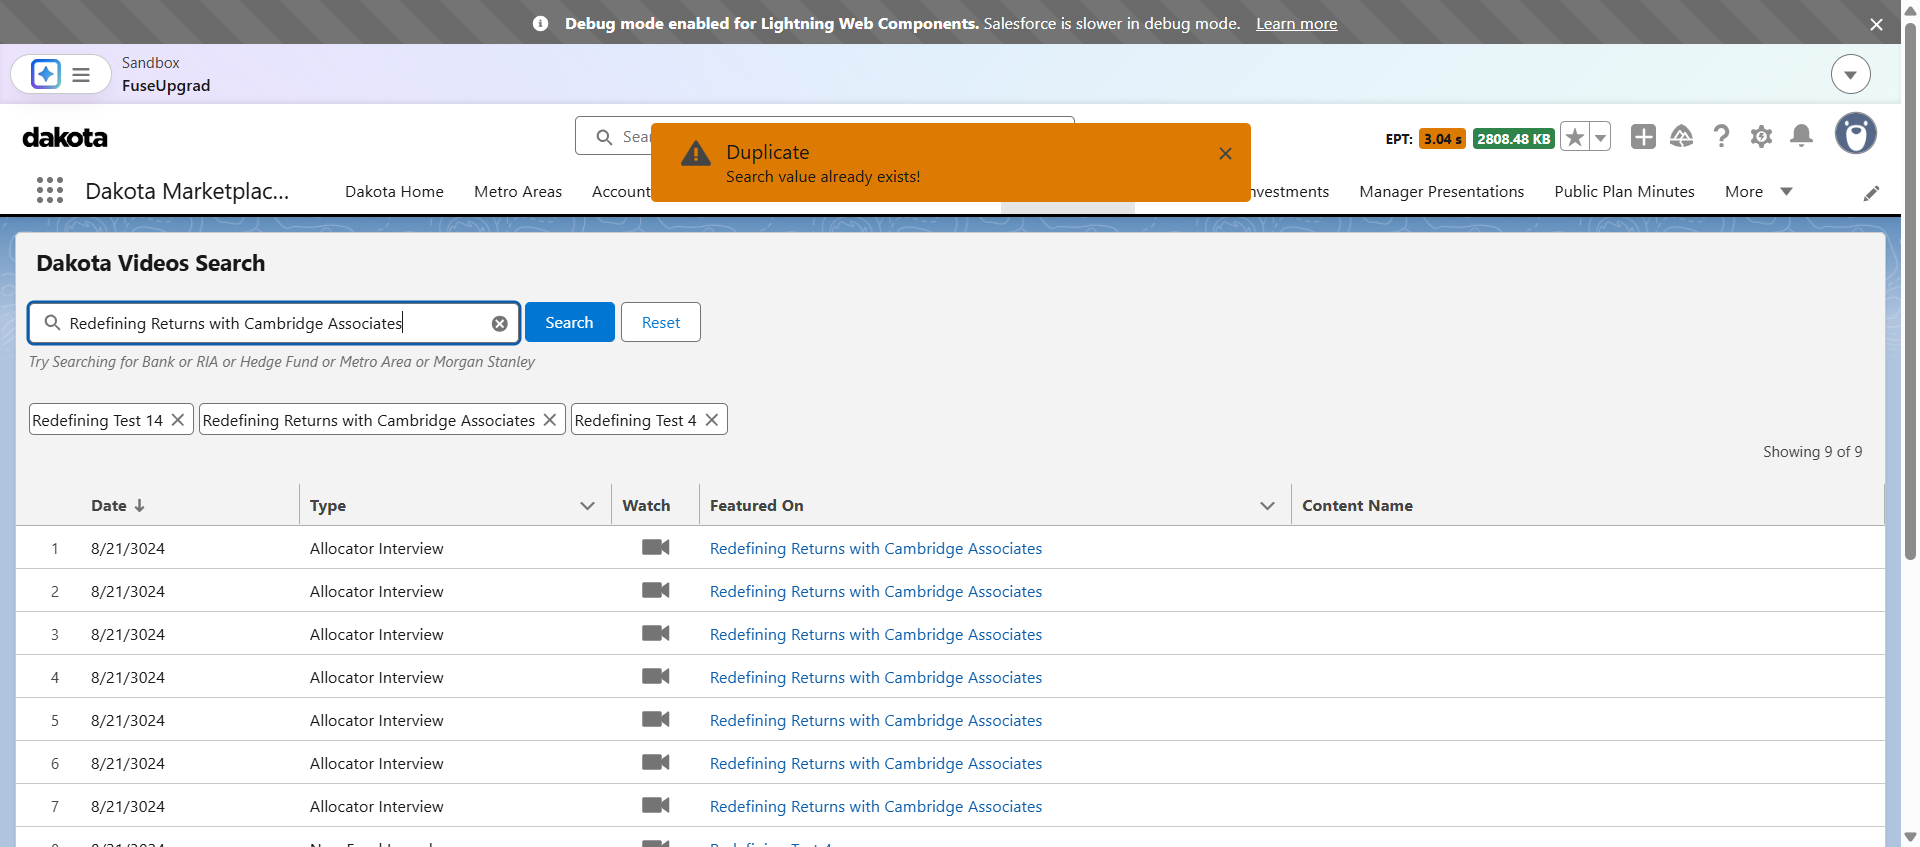 Debug mode enabled for Lightning Web Components. Salesforce is slower in debug mode. Learn more
Sandbox
FuseUpgrad
dakota
Sea
EPT: 3.04 s 2808.48 KB
Duplicate
Search value already exists!
Dakota Marketplac...
Dakota Home
Metro Areas
Account
nvestments
Manager Presentations
Public Plan Minutes
More
Dakota Videos Search
Redefining Returns with Cambridge Associates
Search
Reset
Try Searching for Bank or RIA or Hedge Fund or Metro Area or Morgan Stanley
Redefining Test 14
Redefining Returns with Cambridge Associates
Redefining Test 4
Showing 9 of 9
Date Type Watch Featured On Content Name
1 8/21/3024 Allocator Interview Redefining Returns with Cambridge Associates
2 8/21/3024 Allocator Interview Redefining Returns with Cambridge Associates
3 8/21/3024 Allocator Interview Redefining Returns with Cambridge Associates
4 8/21/3024 Allocator Interview Redefining Returns with Cambridge Associates
5 8/21/3024 Allocator Interview Redefining Returns with Cambridge Associates
6 8/21/3024 Allocator Interview Redefining Returns with Cambridge Associates
7 8/21/3024 Allocator Interview Redefining Returns with Cambridge Associates